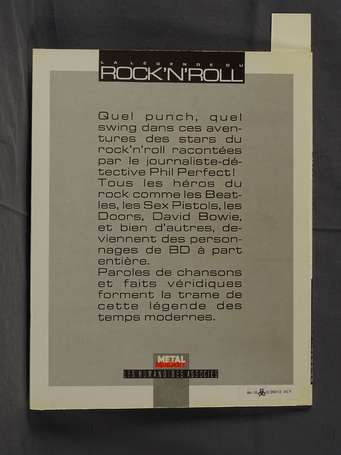 LA LÉGENDE DU
ROCK'N'ROLL
Quel punch, quel
swing dans ces aven-
tures des stars du
rock'n'roll racontées
par le journaliste-dé-
tective Phil Perfect!
Tous les héros du
rock comme les Beat-
les, les Sex Pistols, les
Doors, David Bowie,
et bien d'autres, de-
viennent des person-
nages de BD à part
entière.
Paroles de chansons
et faits véridiques
forment la trame de
cette légende des
temps modernes.
METAL
HURLANT
LES HUMANOIDES ASSOCIES